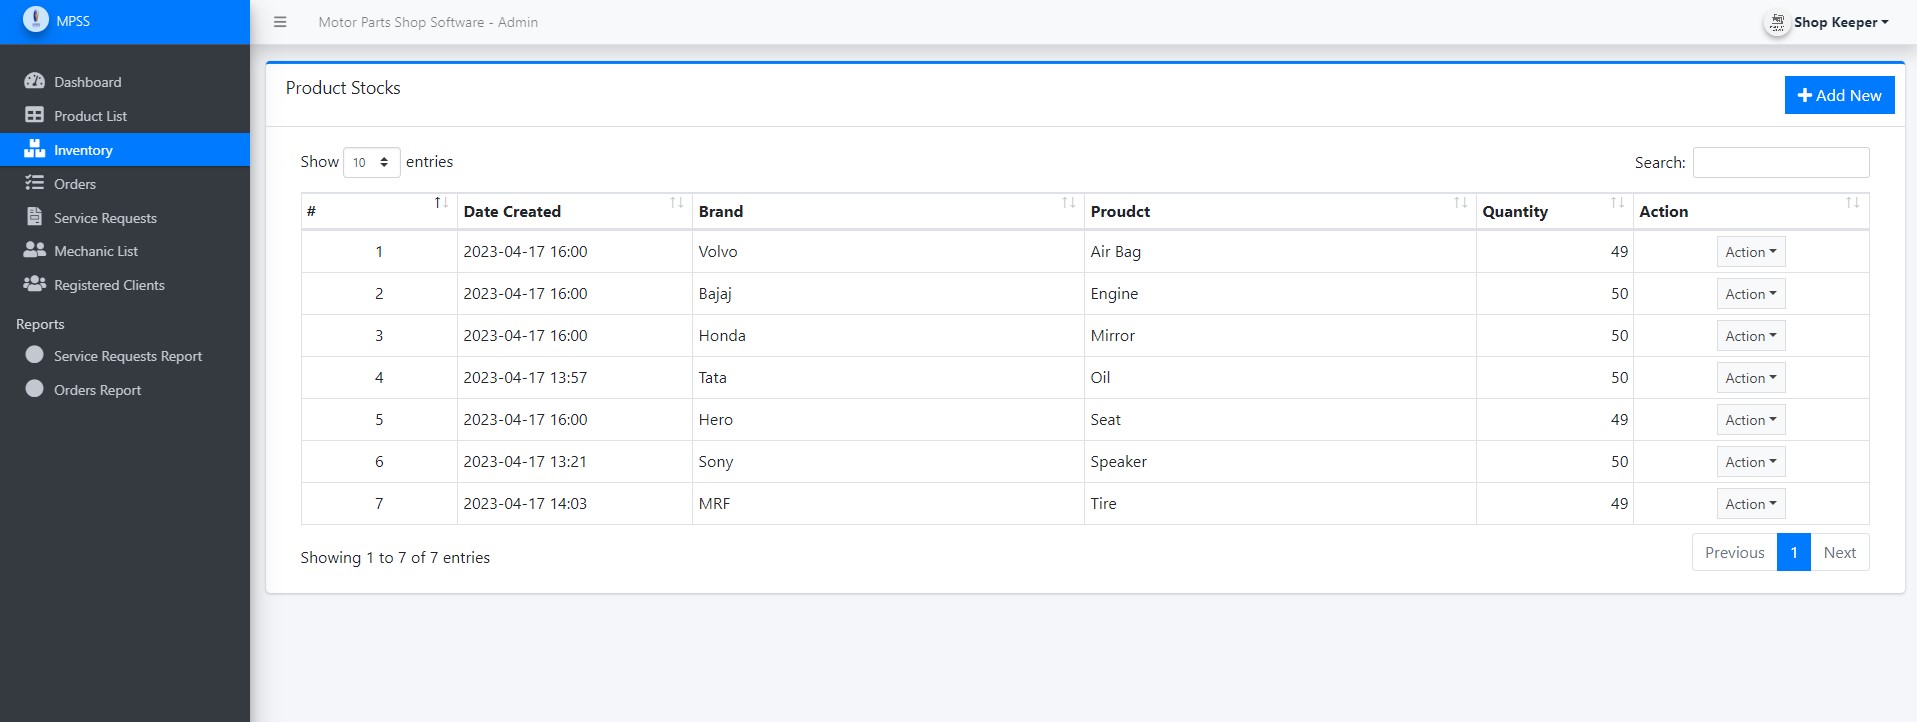 MPSS
Motor Parts Shop Software - Admin
Shop Keeper
Dashboard
Product List
Inventory
Orders
Service Requests
Mechanic List
Registered Clients
Reports
Service Requests Report
Orders Report
Product Stocks
Add New
Show 10 entries
Search:
# Date Created Brand Proudct Quantity Action
1 2023-04-17 16:00 Volvo Air Bag 49 Action
2 2023-04-17 16:00 Bajaj Engine 50 Action
3 2023-04-17 16:00 Honda Mirror 50 Action
4 2023-04-17 13:57 Tata Oil 50 Action
5 2023-04-17 16:00 Hero Seat 49 Action
6 2023-04-17 13:21 Sony Speaker 50 Action
7 2023-04-17 14:03 MRF Tire 49 Action
Showing 1 to 7 of 7 entries
Previous 1 Next